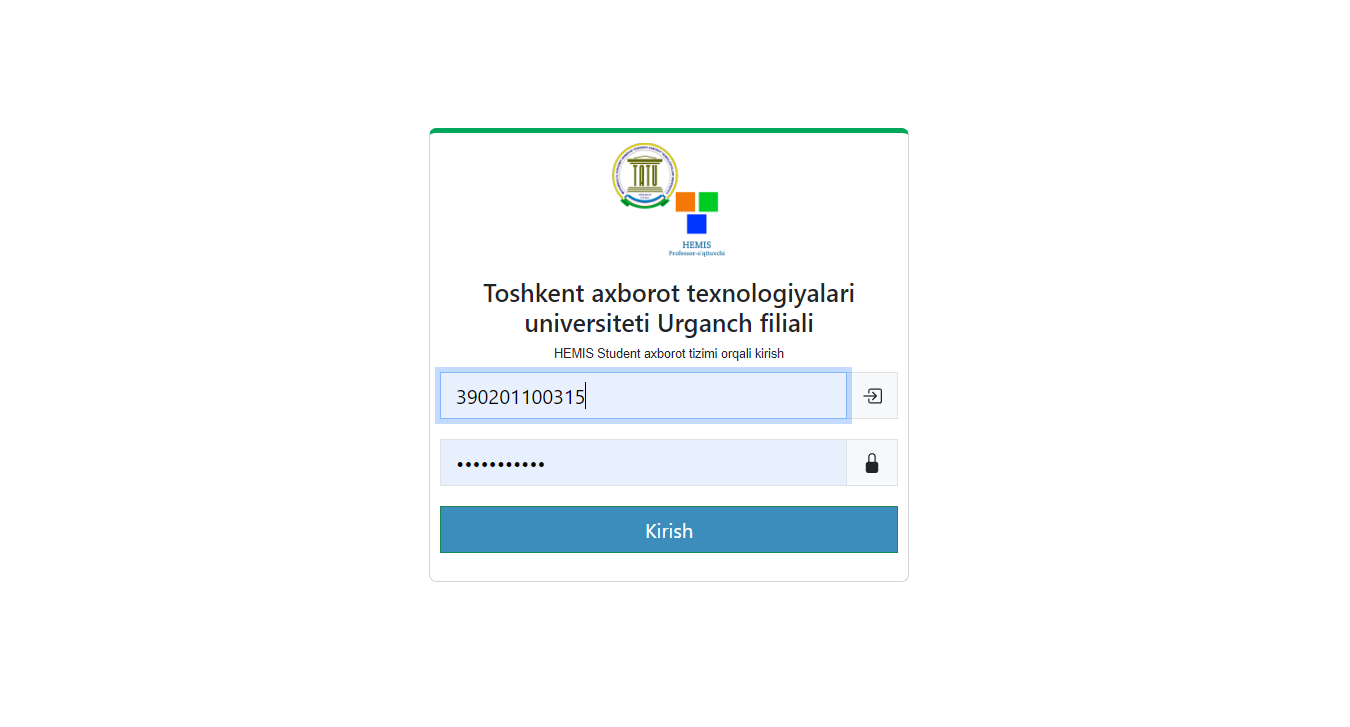 TATU
HEMIS
Professor-o'qituvchi
Toshkent axborot texnologiyalari
universiteti Urganch filiali
HEMIS Student axborot tizimi orqali kirish
390201100315
•••••••••••
Kirish